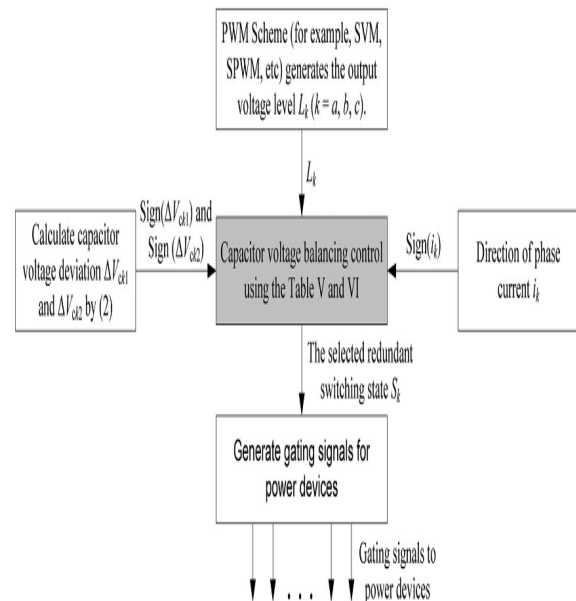 PWM Scheme (for example, SVM,
SPWM, etc) generates the output
voltage level Lk (k = a, b, c).
Lk
Sign(ΔVck1) and
Sign (ΔVck2)
Calculate capacitor
voltage deviation ΔVck1
and ΔVck2 by (2)
Capacitor voltage balancing control
using the Table V and VI
Sign(ik)
Direction of phase
current ik
The selected redundant
switching state Sk
Generate gating signals for
power devices
Gating signals to
power devices
. . .